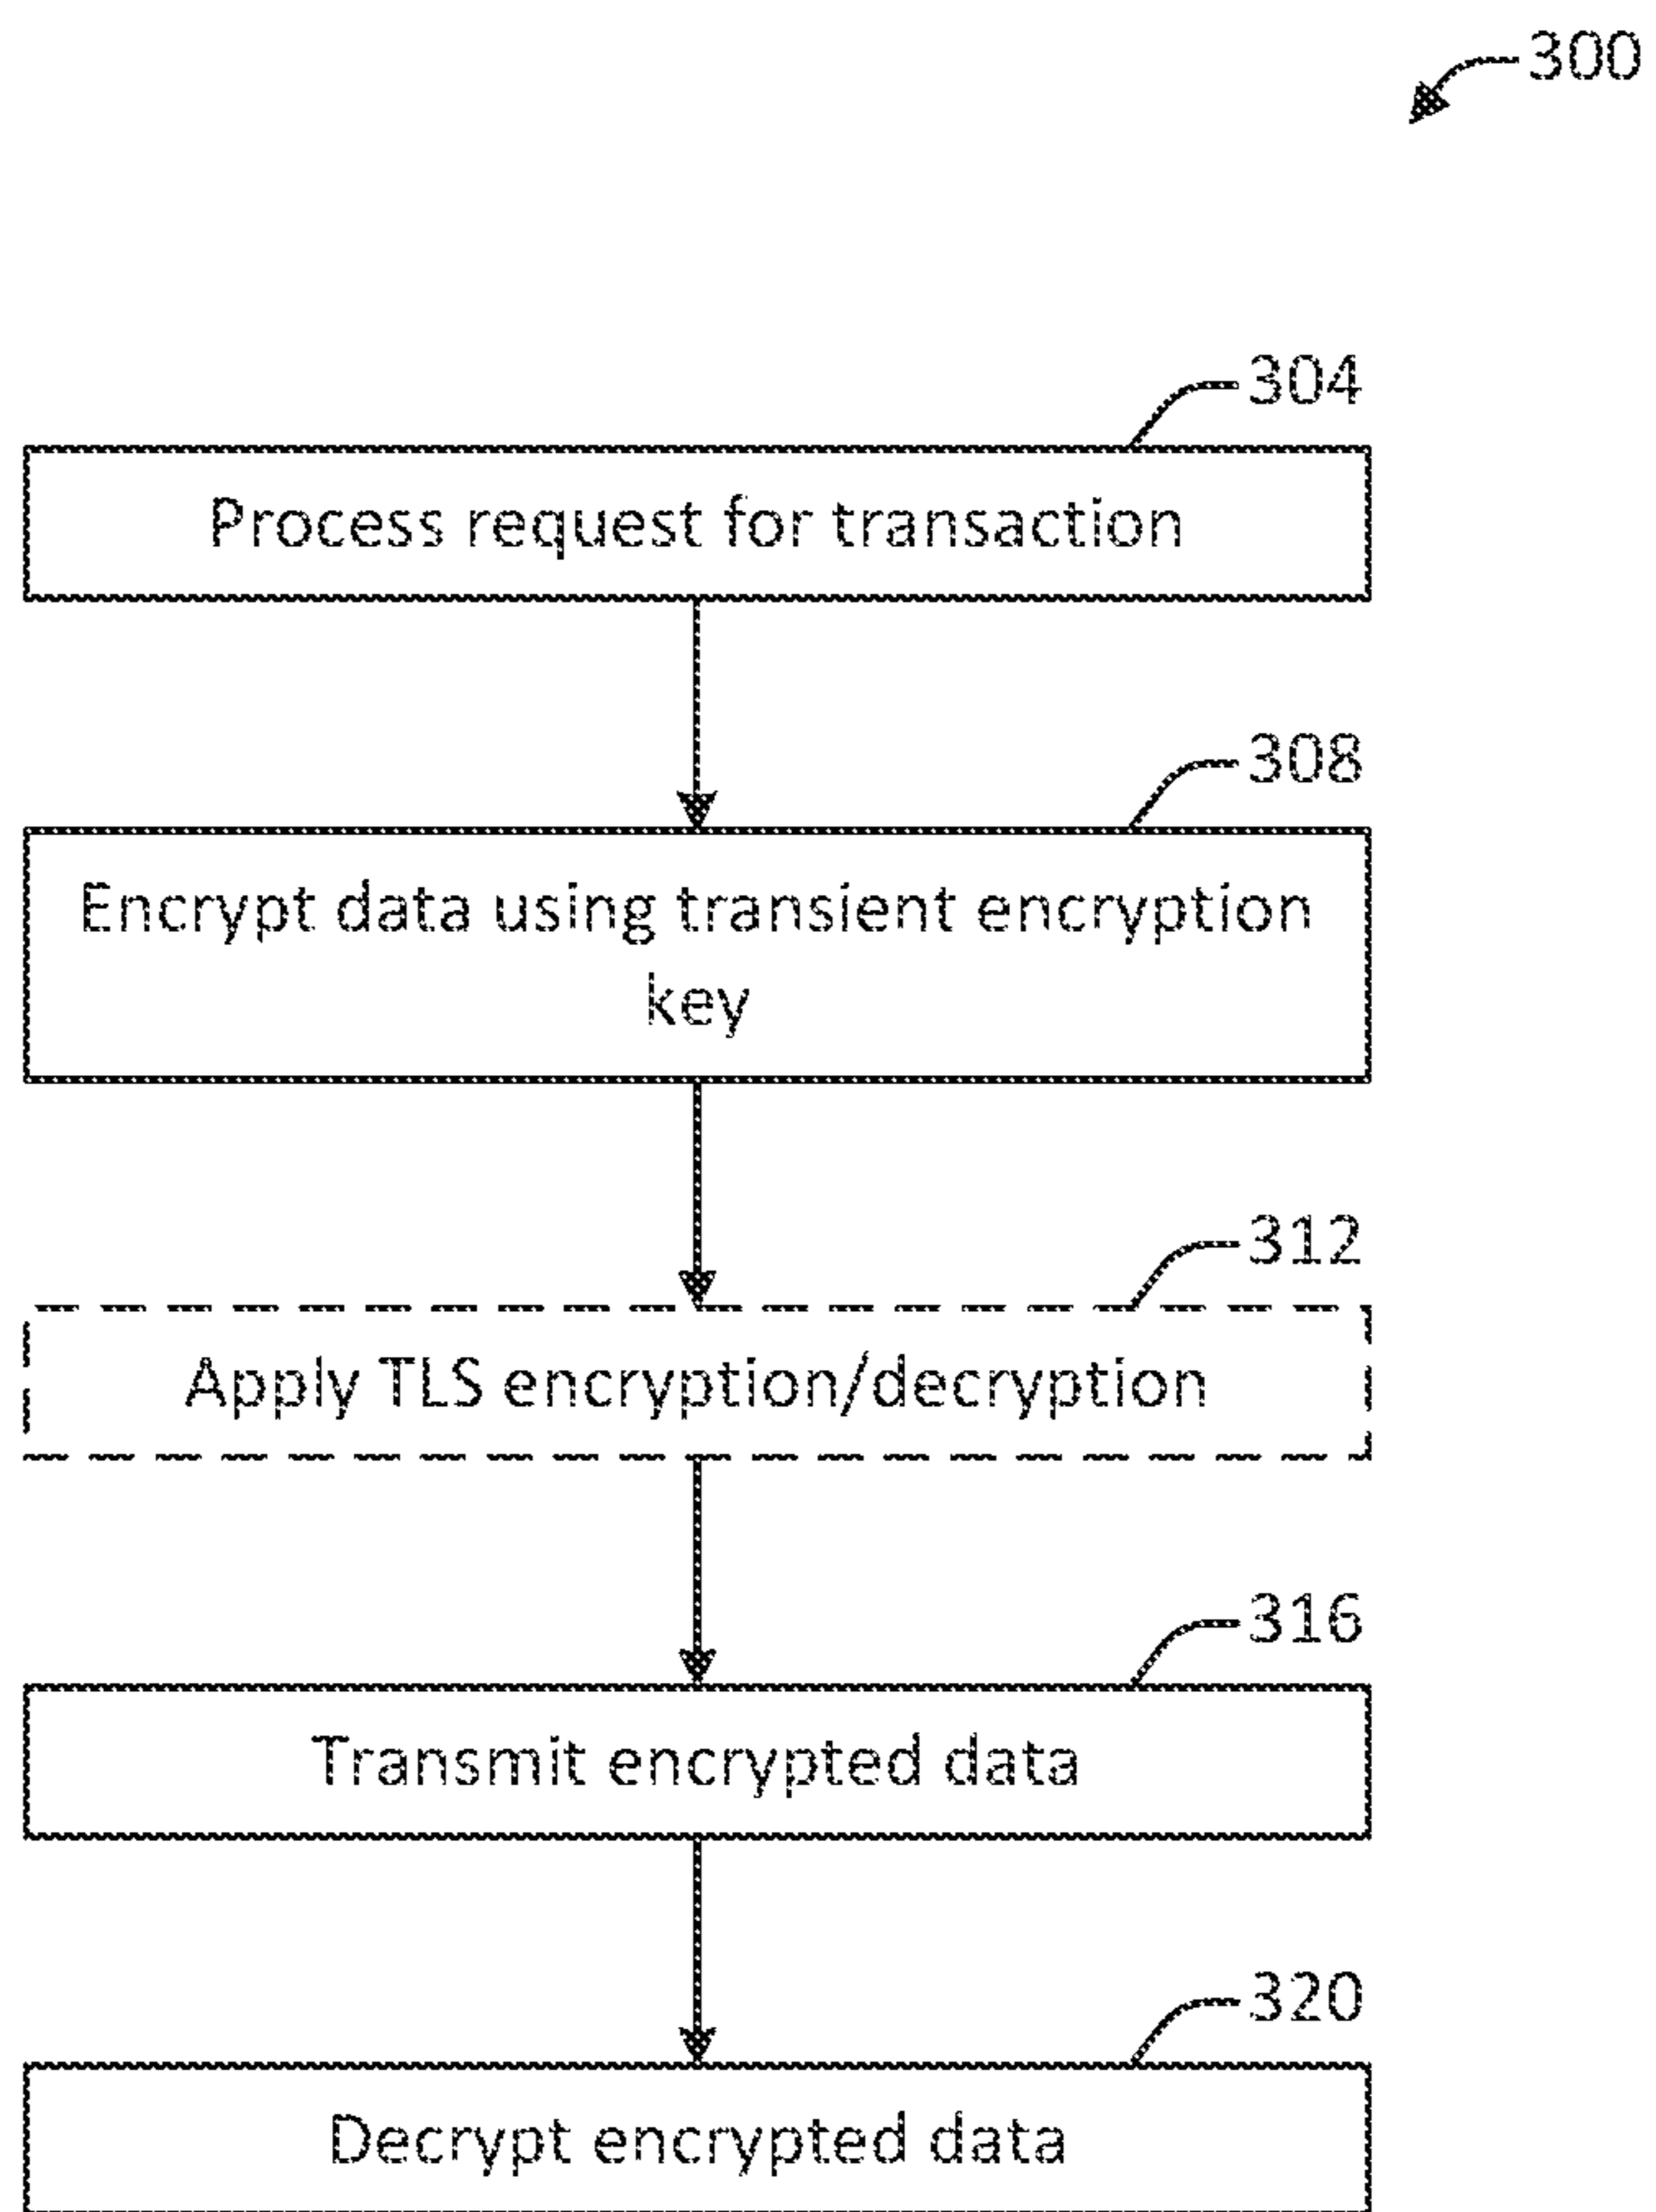 300
304
Process request for transaction
308
Encrypt data using transient encryption
key
312
Apply TLS encryption/decryption
316
Transmit encrypted data
320
Decrypt encrypted data